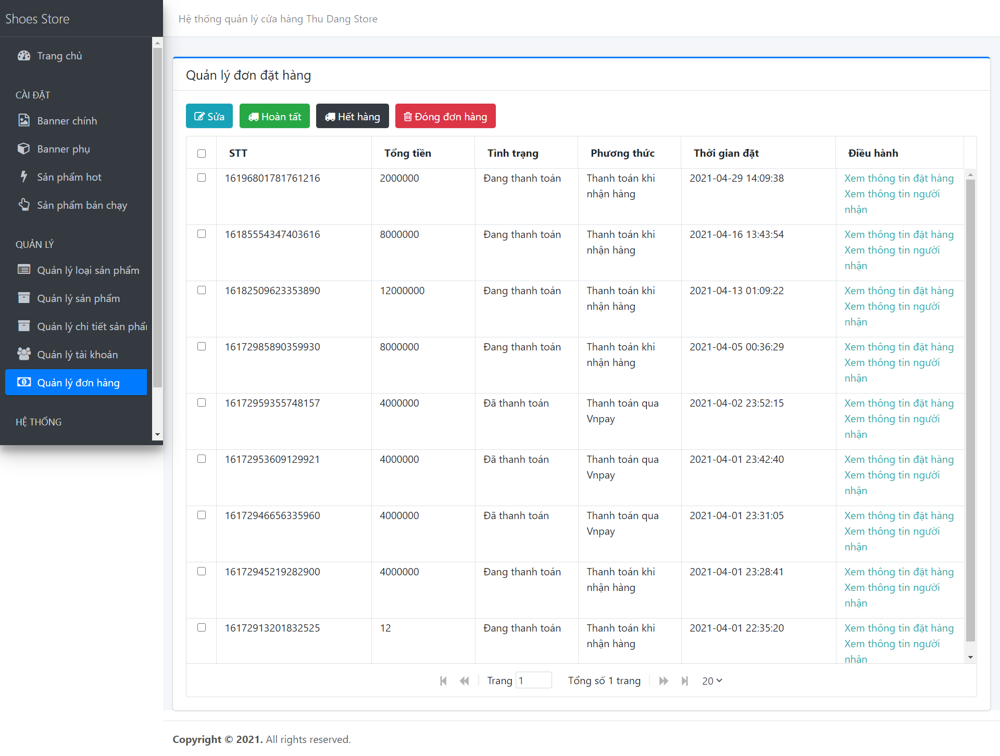 Shoes Store
Hệ thống quản lý cửa hàng Thu Dang Store
Trang chủ
CÀI ĐẶT
Banner chính
Banner phụ
Sản phẩm hot
Sản phẩm bán chạy
QUẢN LÝ
Quản lý loại sản phẩm
Quản lý sản phẩm
Quản lý chi tiết sản
Quản lý tài khoản
Quản lý đơn hàng
HỆ THỐNG
Quản lý đơn đặt hàng
Sửa Hoàn tất Hết hàng Đóng đơn hàng
STT Tổng tiền Tình trạng Phương thức Thời gian đặt Điều hành
16196801781761216 2000000 Đang thanh toán Thanh toán khi 2021-04-29 14:09:38 Xem thông tin đặt hàng
nhận hàng Xem thông tin người
nhận
16185554347403616 8000000 Đang thanh toán Thanh toán khi 2021-04-16 13:43:54 Xem thông tin đặt hàng
nhận hàng Xem thông tin người
nhận
16182509623353890 12000000 Đang thanh toán Thanh toán khi 2021-04-13 01:09:22 Xem thông tin đặt hàng
nhận hàng Xem thông tin người
nhận
16172985890359930 8000000 Đang thanh toán Thanh toán khi 2021-04-05 00:36:29 Xem thông tin đặt hàng
nhận hàng Xem thông tin người
nhận
16172959355748157 4000000 Đã thanh toán Thanh toán qua 2021-04-02 23:52:15 Xem thông tin đặt hàng
Vnpay Xem thông tin người
nhận
16172953609129921 4000000 Đã thanh toán Thanh toán qua 2021-04-01 23:42:40 Xem thông tin đặt hàng
Vnpay Xem thông tin người
nhận
16172946656335960 4000000 Đã thanh toán Thanh toán qua 2021-04-01 23:31:05 Xem thông tin đặt hàng
Vnpay Xem thông tin người
nhận
16172945219282900 4000000 Đang thanh toán Thanh toán khi 2021-04-01 23:28:41 Xem thông tin đặt hàng
nhận hàng Xem thông tin người
nhận
16172913201832525 12 Đang thanh toán Thanh toán khi 2021-04-01 22:35:20 Xem thông tin đặt hàng
nhận hàng Xem thông tin người
nhận
Trang 1 Tổng số 1 trang 20
Copyright © 2021. All rights reserved.